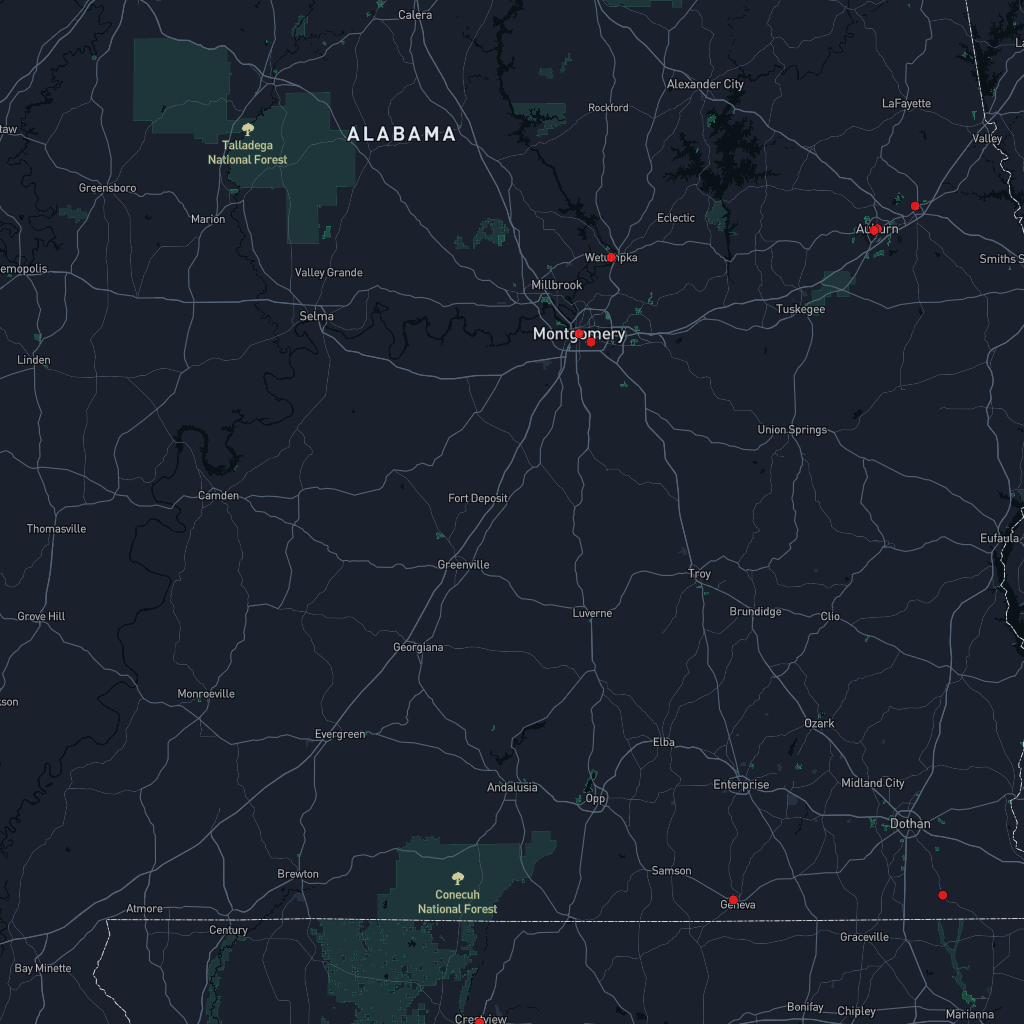 Calera
Alexander City
Rockford
LaFayette
ALABAMA
Valley
Talladega
National Forest
Greensboro
Marion
Eclectic
Auburn
Wetumpka
Smiths S
Valley Grande
Millbrook
Tuskegee
Selma
Montgomery
Linden
Union Springs
Camden
Fort Deposit
Thomasville
Eufaula
Greenville
Troy
Grove Hill
Luverne
Brundidge
Clio
Georgiana
Monroeville
Ozark
Evergreen
Elba
Andalusia
Enterprise
Midland City
Opp
Dothan
Brewton
Samson
Conecuh
National Forest
Geneva
Atmore
Century
Graceville
Bay Minette
Bonifay
Chipley
Marianna
Crestview